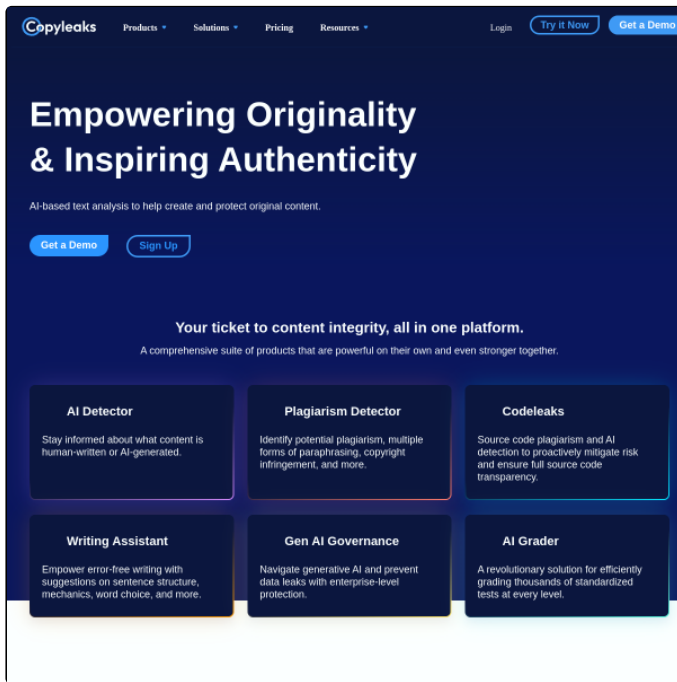 Copyleaks Products Solutions Pricing Resources Login Try it Now Get a Demo
Empowering Originality
& Inspiring Authenticity
AI-based text analysis to help create and protect original content.
Get a Demo Sign Up
Your ticket to content integrity, all in one platform.
A comprehensive suite of products that are powerful on their own and even stronger together.
AI Detector
Stay informed about what content is
human-written or AI-generated.
Plagiarism Detector
Identify potential plagiarism, multiple
forms of paraphrasing, copyright
infringement, and more.
Codeleaks
Source code plagiarism and AI
detection to proactively mitigate risk
and ensure full source code
transparency.
Writing Assistant
Empower error-free writing with
suggestions on sentence structure,
mechanics, word choice, and more.
Gen AI Governance
Navigate generative AI and prevent
data leaks with enterprise-level
protection.
AI Grader
A revolutionary solution for efficiently
grading thousands of standardized
tests at every level.